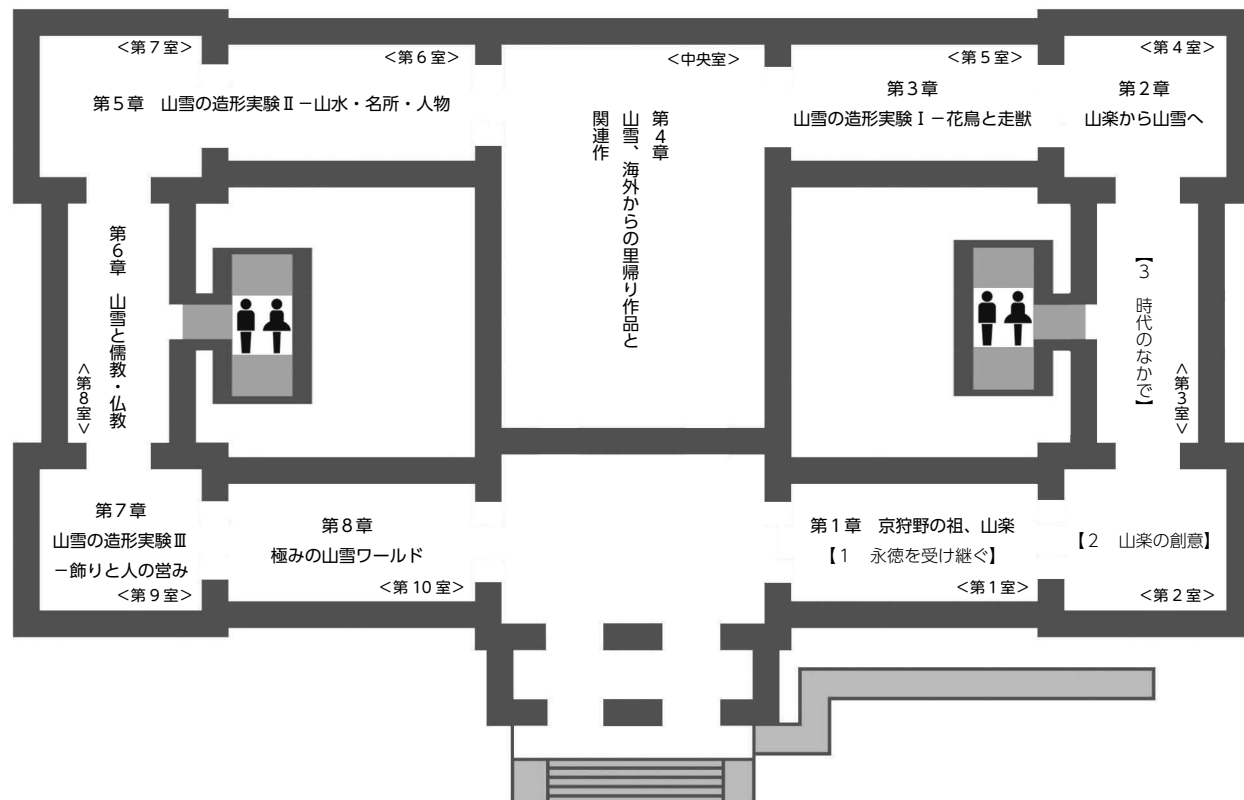 <第7室>
第5章　山雪の造形実験Ⅱ－山水・名所・人物
<第6室>
<中央室>
第4章
山雪、海外からの里帰り作品と
関連作
<第5室>
第3章
山雪の造形実験Ⅰ－花鳥と走獣
<第4室>
第2章
山楽から山雪へ
第6章　山雪と儒教・仏教
<第8室>
【3　時代のなかで】
<第3室>
第7章
山雪の造形実験Ⅲ
－飾りと人の営み
<第9室>
第8章
極みの山雪ワールド
<第10室>
第1章　京狩野の祖、山楽
【1　永徳を受け継ぐ】
<第1室>
【2　山楽の創意】
<第2室>